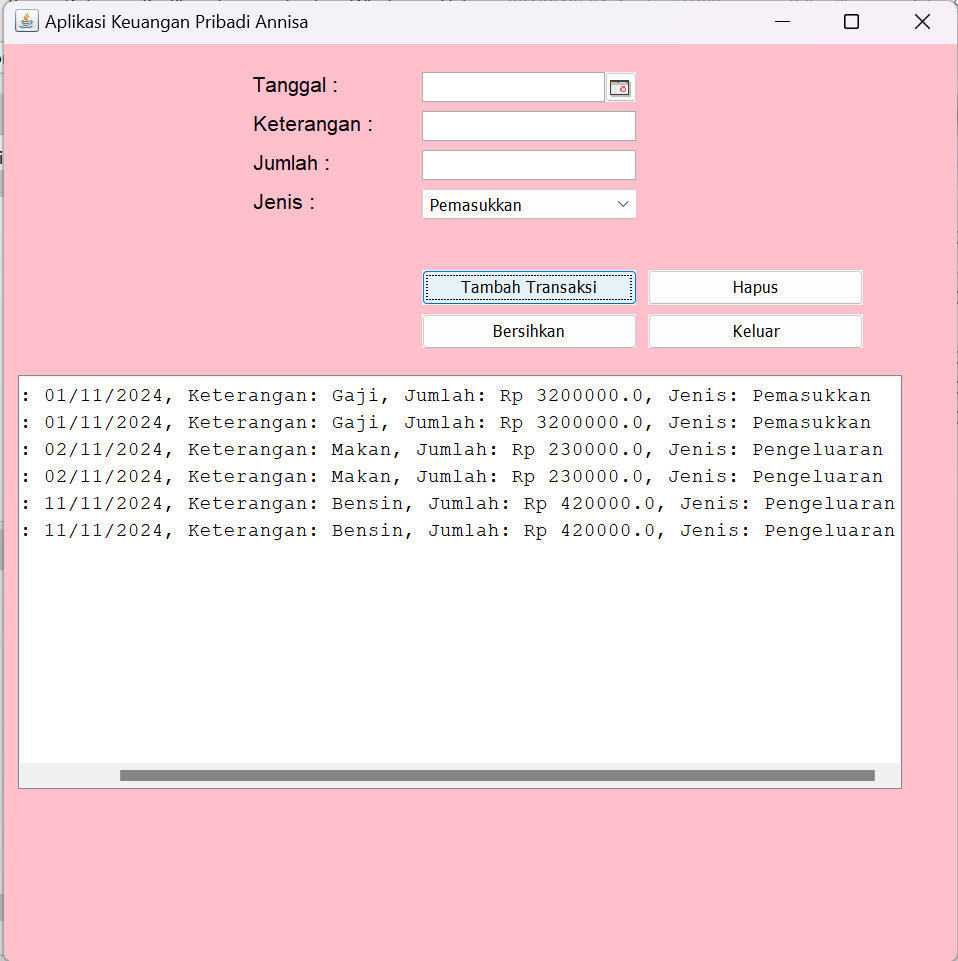 Aplikasi Keuangan Pribadi Annisa
Tanggal :
Keterangan :
Jumlah :
Jenis :
Pemasukkan
Tambah Transaksi
Hapus
Bersihkan
Keluar
: 01/11/2024, Keterangan: Gaji, Jumlah: Rp 3200000.0, Jenis: Pemasukkan
: 01/11/2024, Keterangan: Gaji, Jumlah: Rp 3200000.0, Jenis: Pemasukkan
: 02/11/2024, Keterangan: Makan, Jumlah: Rp 230000.0, Jenis: Pengeluaran
: 02/11/2024, Keterangan: Makan, Jumlah: Rp 230000.0, Jenis: Pengeluaran
: 11/11/2024, Keterangan: Bensin, Jumlah: Rp 420000.0, Jenis: Pengeluaran
: 11/11/2024, Keterangan: Bensin, Jumlah: Rp 420000.0, Jenis: Pengeluaran